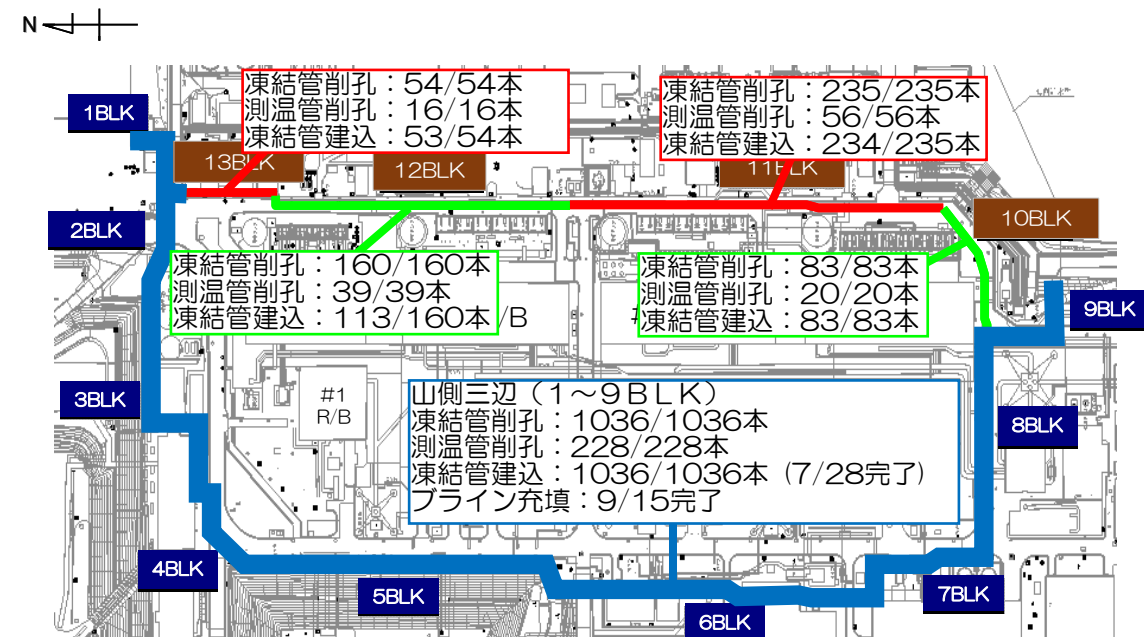 N
1BLK
凍結管削孔：54/54本
測温管削孔：16/16本
凍結管建込：53/54本
凍結管削孔：235/235本
測温管削孔：56/56本
凍結管建込：234/235本
13BLK
12BLK
11BLK
10BLK
2BLK
凍結管削孔：160/160本
測温管削孔：39/39本
凍結管建込：113/160本
/B
凍結管削孔：83/83本
測温管削孔：20/20本
凍結管建込：83/83本
9BLK
3BLK
#1
R/B
山側三辺（1～9ＢＬＫ）
凍結管削孔：1036/1036本
測温管削孔：228/228本
凍結管建込：1036/1036本（7/28完了）
ブライン充填：9/15完了
8BLK
4BLK
5BLK
7BLK
6BLK